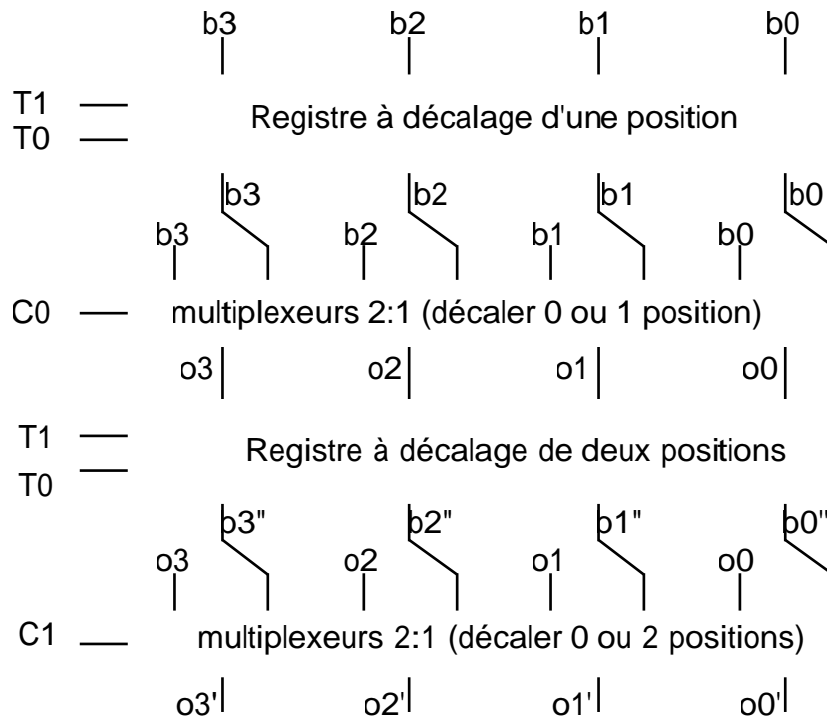 b3 b2 b1 b0
T1
Registre à décalage d'une position
T0
b3 b2 b1 b0
b3 b2 b1 b0
C0 multiplexeurs 2:1 (décaler 0 ou 1 position)
o3 o2 o1 o0
T1
Registre à décalage de deux positions
T0
b3" b2" b1" b0"
o3 o2 o1 o0
C1 multiplexeurs 2:1 (décaler 0 ou 2 positions)
o3' o2' o1' o0'